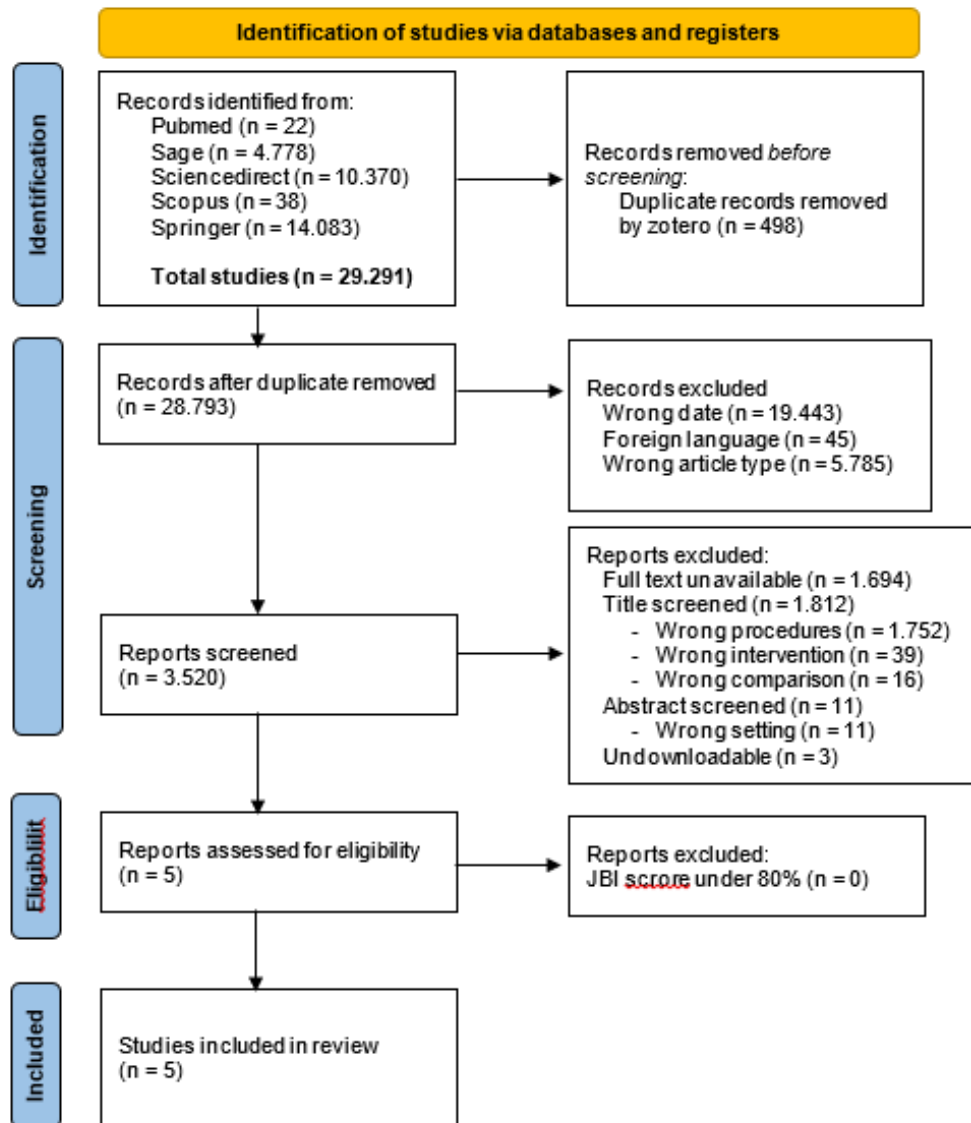 Identification of studies via databases and registers
Identification
Records identified from:
Pubmed (n = 22)
Sage (n = 4.778)
Sciencedirect (n = 10.370)
Scopus (n = 38)
Springer (n = 14.083)
Total studies (n = 29.291)
Records removed before
screening:
Duplicate records removed
by zotero (n = 498)
Screening
Records after duplicate removed
(n = 28.793)
Records excluded
Wrong date (n = 19.443)
Foreign language (n = 45)
Wrong article type (n = 5.785)
Reports screened
(n = 3.520)
Reports excluded:
Full text unavailable (n = 1.694)
Title screened (n = 1.812)
- Wrong procedures (n = 1.752)
- Wrong intervention (n = 39)
- Wrong comparison (n = 16)
Abstract screened (n = 11)
- Wrong setting (n = 11)
Undownloadable (n = 3)
Eligiblilit
Reports assessed for eligibility
(n = 5)
Reports excluded:
JBI scrore under 80% (n = 0)
Included
Studies included in review
(n = 5)